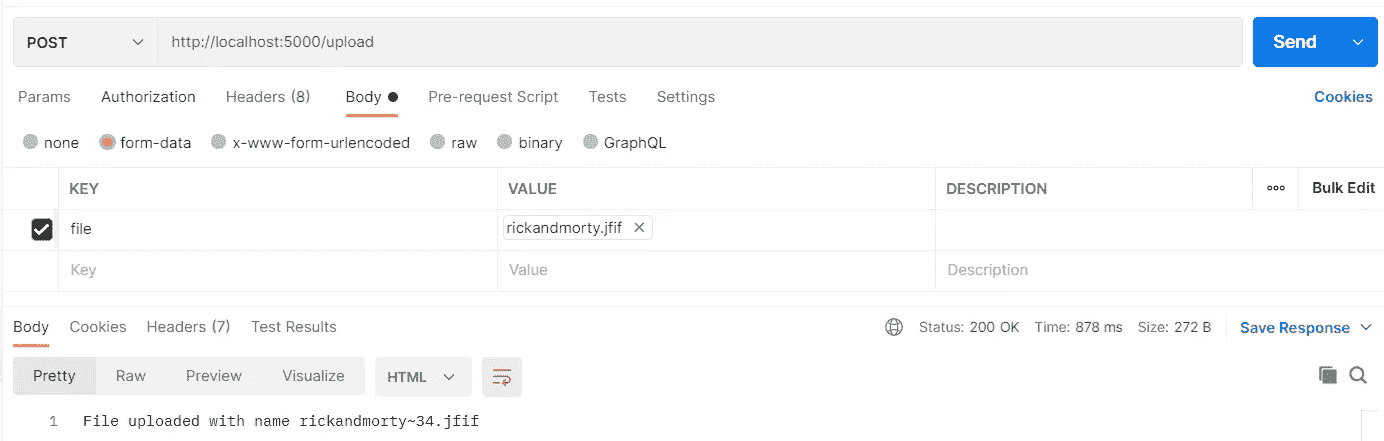 POST http://localhost:5000/upload Send
Params Authorization Headers (8) Body Pre-request Script Tests Settings Cookies
none form-data x-www-form-urlencoded raw binary GraphQL
KEY VALUE DESCRIPTION ••• Bulk Edit
file rickandmorty.jfif ×
Key Value Description
Body Cookies Headers (7) Test Results Status: 200 OK Time: 878 ms Size: 272 B Save Response
Pretty Raw Preview Visualize HTML
1 File uploaded with name rickandmorty~34.jfif